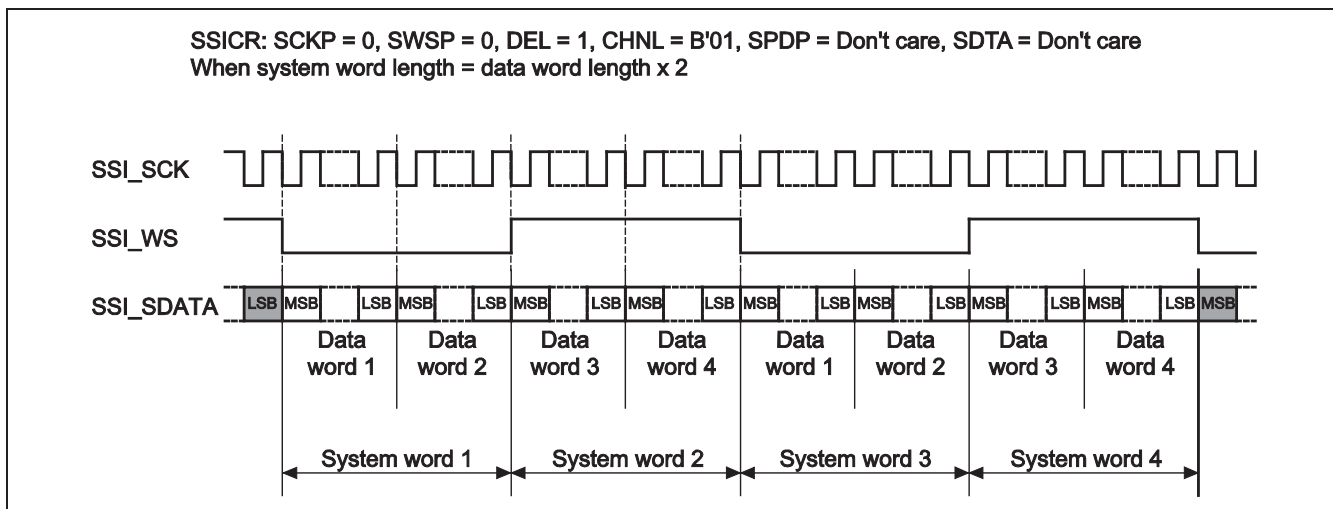 SSICR: SCKP = 0, SWSP = 0, DEL = 1, CHNL = B'01, SPDP = Don't care, SDTA = Don't care
When system word length = data word length x 2
SSI_SCK
SSI_WS
SSI_SDATA LSB MSB LSB MSB LSB MSB LSB MSB LSB MSB LSB MSB LSB MSB LSB MSB LSB MSB
Data Data Data Data Data Data Data Data
word 1 word 2 word 3 word 4 word 1 word 2 word 3 word 4
System word 1 System word 2 System word 3 System word 4